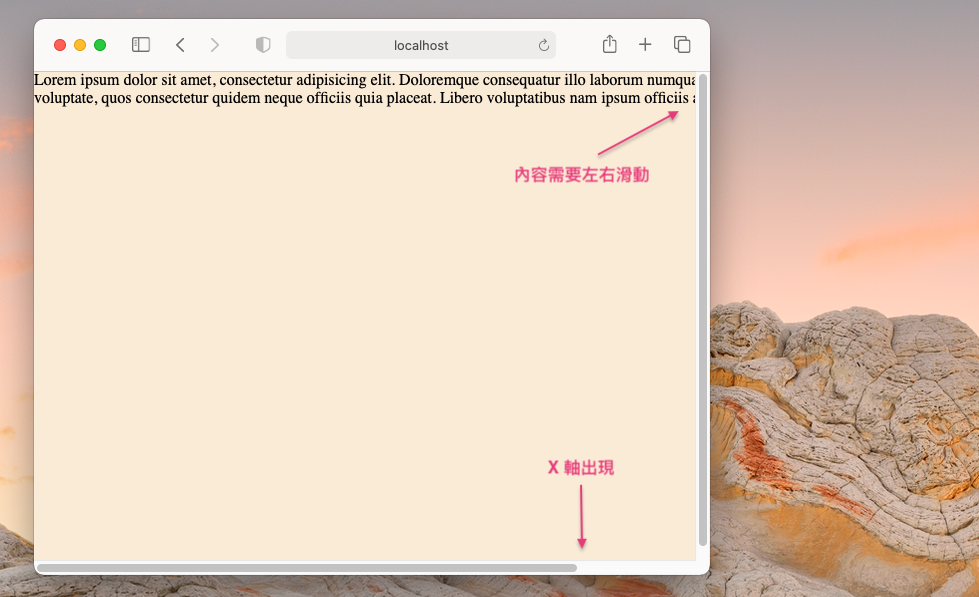 localhost
Lorem ipsum dolor sit amet, consectetur adipisicing elit. Doloremque consequatur illo laborum numqua
voluptate, quos consectetur quidem neque officiis quia placeat. Libero voluptatibus nam ipsum officiis a
內容需要左右滑動
X 軸出現